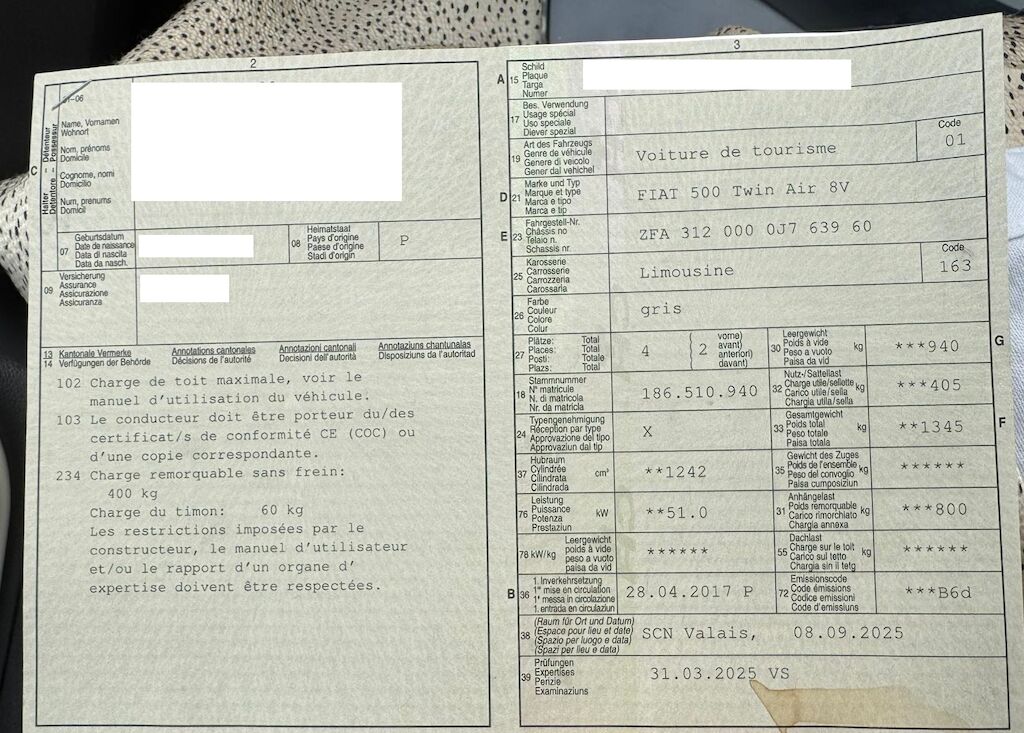 2
01-06
Halter – Détenteur
Detentore – Possessur
C
Name, Vornamen
Wohnort
Nom, prénoms
Domicile
Cognome, nomi
Domicilio
Num, prenums
Domicil
07
Geburtsdatum
Date de naissance
Data di nascita
Data da nasch.
08
Heimatstaat
Pays d'origine
Paese d'origine
Stadi d'origin
P
09
Versicherung
Assurance
Assicurazione
Assicuranza
13 Kantonale Vermerke Annotations cantonales Annotazioni cantonali Annotaziuns chantunalas
14 Verfügungen der Behörde Décisions de l'autorité Decisioni dell'autorità Disposiziuns da l'autoritad
102 Charge de toit maximale, voir le
manuel d'utilisation du véhicule.
103 Le conducteur doit être porteur du/des
certificat/s de conformité CE (COC) ou
d'une copie correspondante.
234 Charge remorquable sans frein:
400 kg
Charge du timon: 60 kg
Les restrictions imposées par le
constructeur, le manuel d'utilisateur
et/ou le rapport d'un organe d'
expertise doivent être respectées.
3
A 15
Schild
Plaque
Targa
Numer
17
Bes. Verwendung
Usage spécial
Uso speciale
Diever spezial
19
Art des Fahrzeugs
Genre de véhicule
Genere di veicolo
Gener dal vehichel
Voiture de tourisme
Code
01
D 21
Marke und Typ
Marque et type
Marca e tipo
Marca e tip
FIAT 500 Twin Air 8V
E 23
Fahrgestell-Nr.
Châssis no
Telaio n.
Schassis nr.
ZFA 312 000 0J7 639 60
25
Karosserie
Carrosserie
Carrozzeria
Carossaria
Limousine
Code
163
26
Farbe
Couleur
Colore
Colur
gris
27
Plätze: Total
Places: Total
Posti: Totale
Plazs: Total
4
2
vorne)
avant)
anteriori)
davant)
30
Leergewicht
Poids à vide
Peso a vuoto
Paisa da vid
kg
***940
G
18
Stammnummer
N° matricule
N. di matricola
Nr. da matricla
186.510.940
32
Nutz-/Sattellast
Charge utile/sellette
Carico utile/sella
Chargia utila/sella
kg
***405
24
Typengenehmigung
Réception par type
Approvazione del tipo
Approvaziun dal tip
X
33
Gesamtgewicht
Poids total
Peso totale
Paisa totala
kg
**1345
F
37
Hubraum
Cylindrée
Cilindrata
Cilindrada
cm³
**1242
35
Gewicht des Zuges
Poids de l'ensemble
Peso del convoglio
Paisa cumposiziun
kg
******
76
Leistung
Puissance
Potenza
Prestaziun
kW
**51.0
31
Anhängelast
Poids remorquable
Carico rimorchiato
Chargia annexa
kg
***800
78 kW/kg
Leergewicht
poids à vide
peso a vuoto
paisa da vid
******
55
Dachlast
Charge sur le toit
Carico sul tetto
Chargia sin il tetg
kg
******
B 36
1. Inverkehrsetzung
1re mise en circulation
1a messa in circolazione
1. entrada en circulaziun
28.04.2017 P
72
Emissionscode
Code émissions
Codice emissioni
Code d'emissiuns
***B6d
38
(Raum für Ort und Datum)
(Espace pour lieu et date)
(Spazio per luogo e data)
(Spazi per lieu e data)
SCN Valais, 08.09.2025
39
Prüfungen
Expertises
Perizie
Examinaziuns
31.03.2025 VS